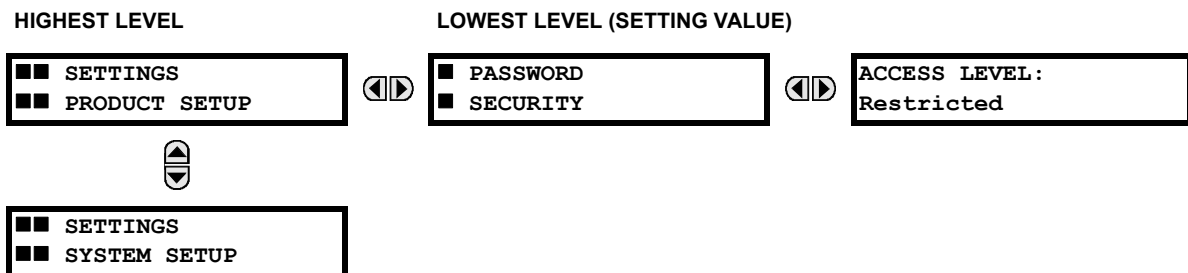 HIGHEST LEVEL
LOWEST LEVEL (SETTING VALUE)
■■ SETTINGS
■■ PRODUCT SETUP
■ PASSWORD
■ SECURITY
ACCESS LEVEL:
Restricted
■■ SETTINGS
■■ SYSTEM SETUP